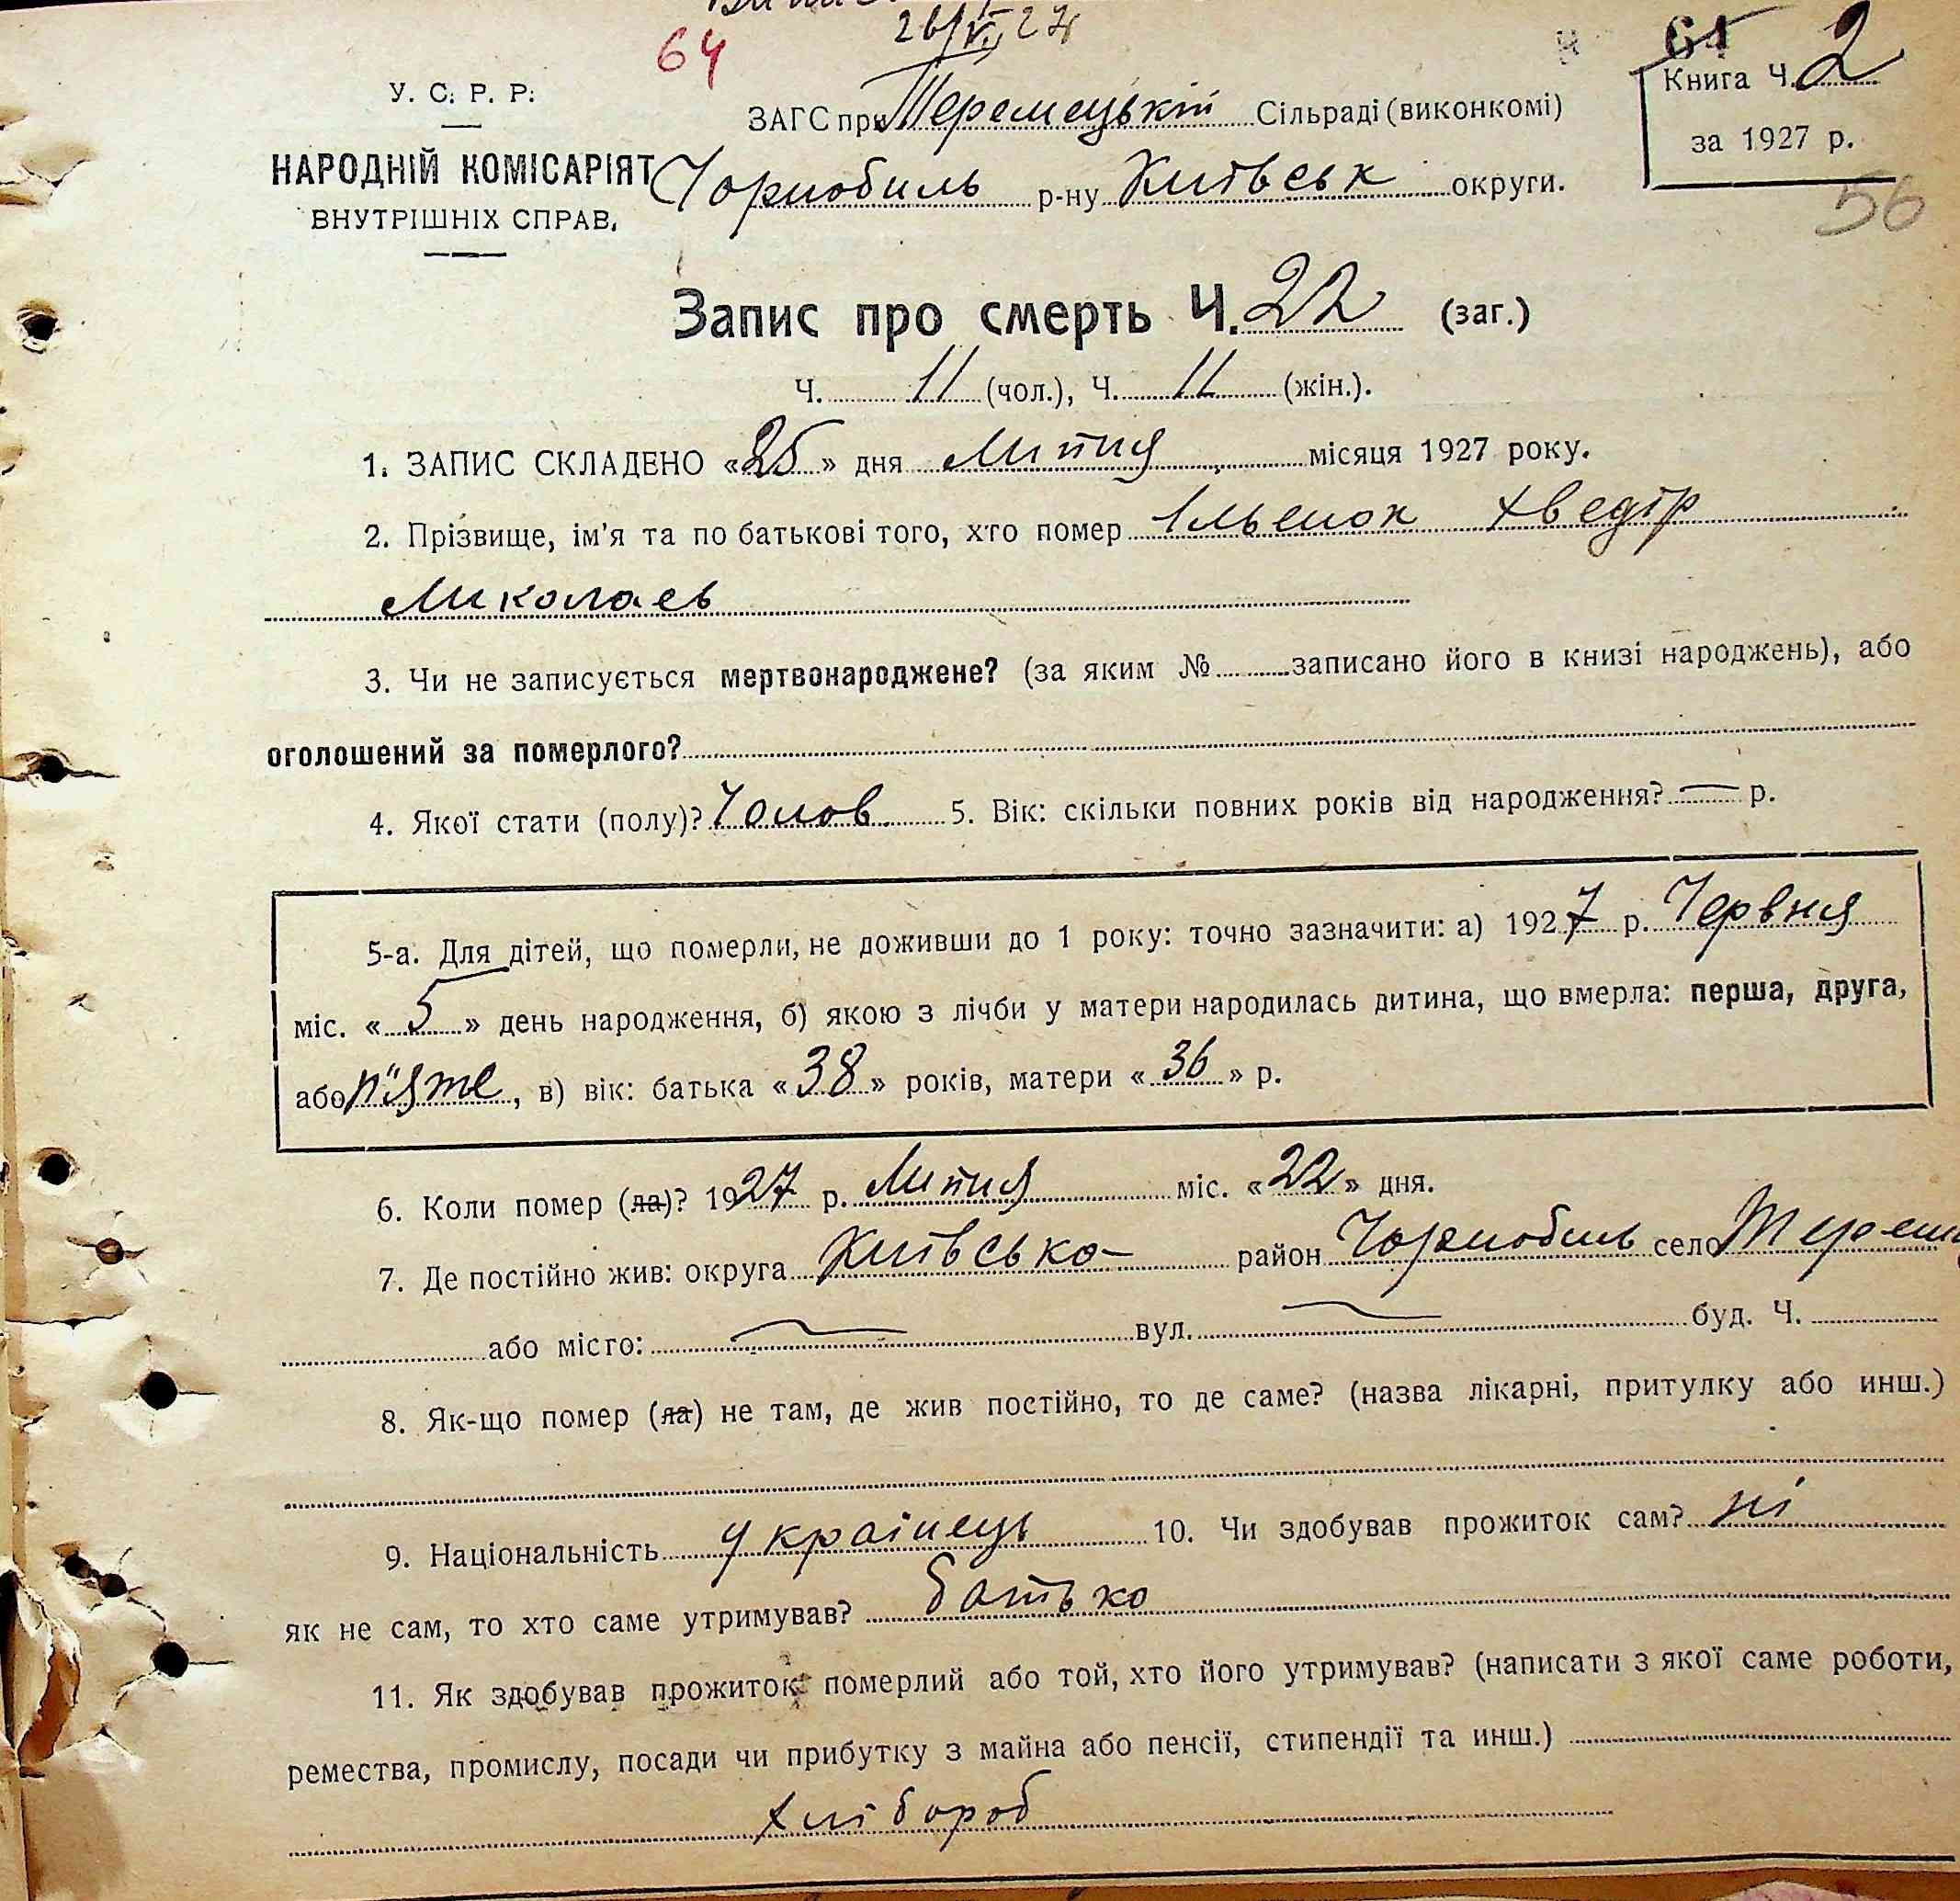 64
26/VII 27
61
У. С. Р. Р.
НАРОДНІЙ КОМІСАРІЯТ
ВНУТРІШНІХ СПРАВ.
ЗАГС при Теремецькій Сільраді (виконкомі)
Чорнобиль р-ну Київськ округи.
Книга Ч. 2
за 1927 р.
56
Запис про смерть Ч. 22 (заг.)
Ч. 11 (чол.), Ч. 11 (жін.).
1. ЗАПИС СКЛАДЕНО «25» дня Липня місяця 1927 року.
2. Прізвище, ім'я та по батькові того, хто помер Ільенок Хведір
Миколаев
3. Чи не записується мертвонароджене? (за яким № записано його в книзі народжень), або
оголошений за померлого?
4. Якої стати (полу)? Чолов. 5. Вік: скільки повних років від народження? — р.
5-а. Для дітей, що померли, не доживши до 1 року: точно зазначити: а) 1927 р. Червня
міс. «5» день народження, б) якою з лічби у матери народилась дитина, що вмерла: перша, друга,
або п'яте, в) вік: батька «38» років, матери «36» р.
6. Коли помер (ла)? 1927 р. Липня міс. «22» дня.
7. Де постійно жив: округа Київсько- район Чорнобиль село Терем
або місто: — вул. — буд. Ч.
8. Як-що помер (ла) не там, де жив постійно, то де саме? (назва лікарні, притулку або инш.)
9. Національність українець 10. Чи здобував прожиток сам? ні
як не сам, то хто саме утримував? батько
11. Як здобував прожиток померлий або той, хто його утримував? (написати з якої саме роботи,
ремества, промислу, посади чи прибутку з майна або пенсії, стипендії та инш.)
хлібороб